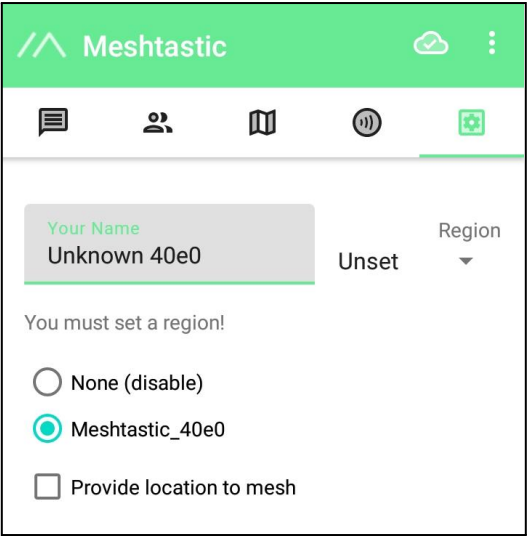 Meshtastic
Your Name
Unknown 40e0
Unset
Region
You must set a region!
None (disable)
Meshtastic_40e0
Provide location to mesh